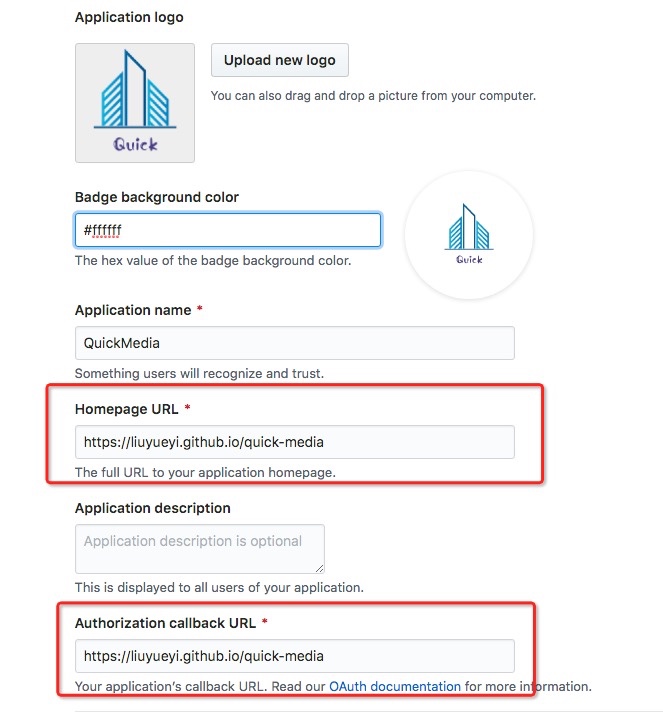 Application logo
Quick
Upload new logo
You can also drag and drop a picture from your computer.
Badge background color
#ffffff
The hex value of the badge background color.
Quick
Application name *
QuickMedia
Something users will recognize and trust.
Homepage URL *
https://liuyueyi.github.io/quick-media
The full URL to your application homepage.
Application description
Application description is optional
This is displayed to all users of your application.
Authorization callback URL *
https://liuyueyi.github.io/quick-media
Your application's callback URL. Read our OAuth documentation for more information.